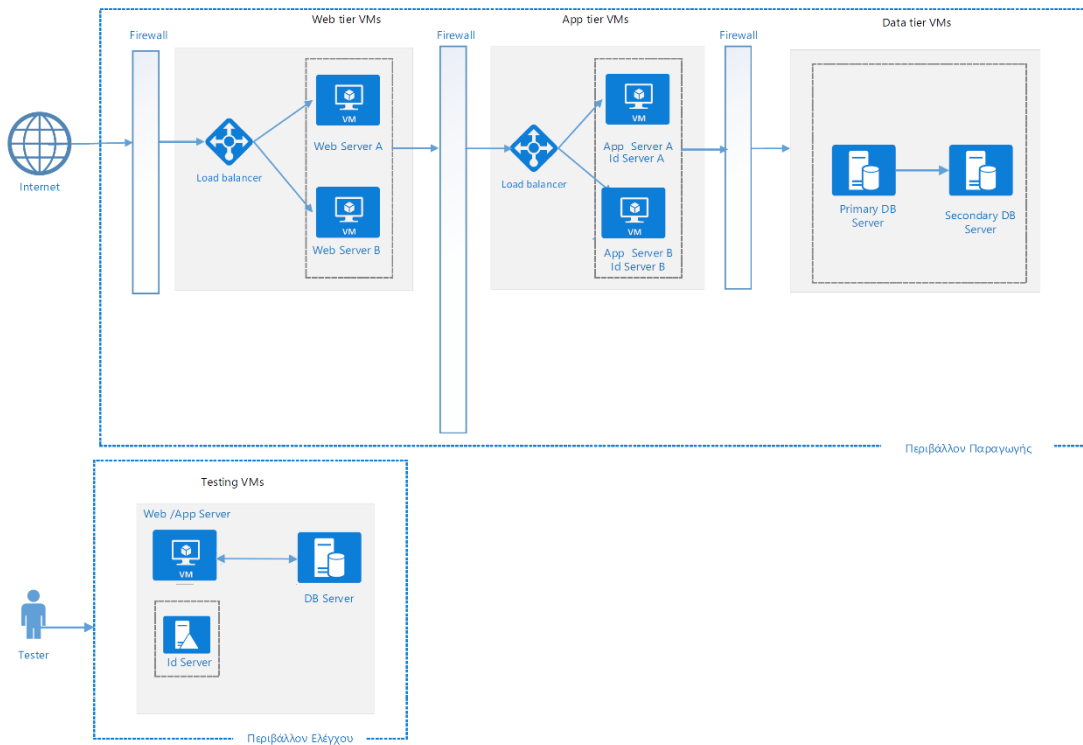 Web tier VMs
App tier VMs
Data tier VMs
Firewall
Firewall
Firewall
VM
Web Server A
VM
Web Server B
Load balancer
Internet
VM
App Server A
Id Server A
VM
App Server B
Id Server B
Load balancer
Primary DB
Server
Secondary DB
Server
Περιβάλλον Παραγωγής
Testing VMs
Web /App Server
VM
DB Server
Id Server
Tester
Περιβάλλον Ελέγχου